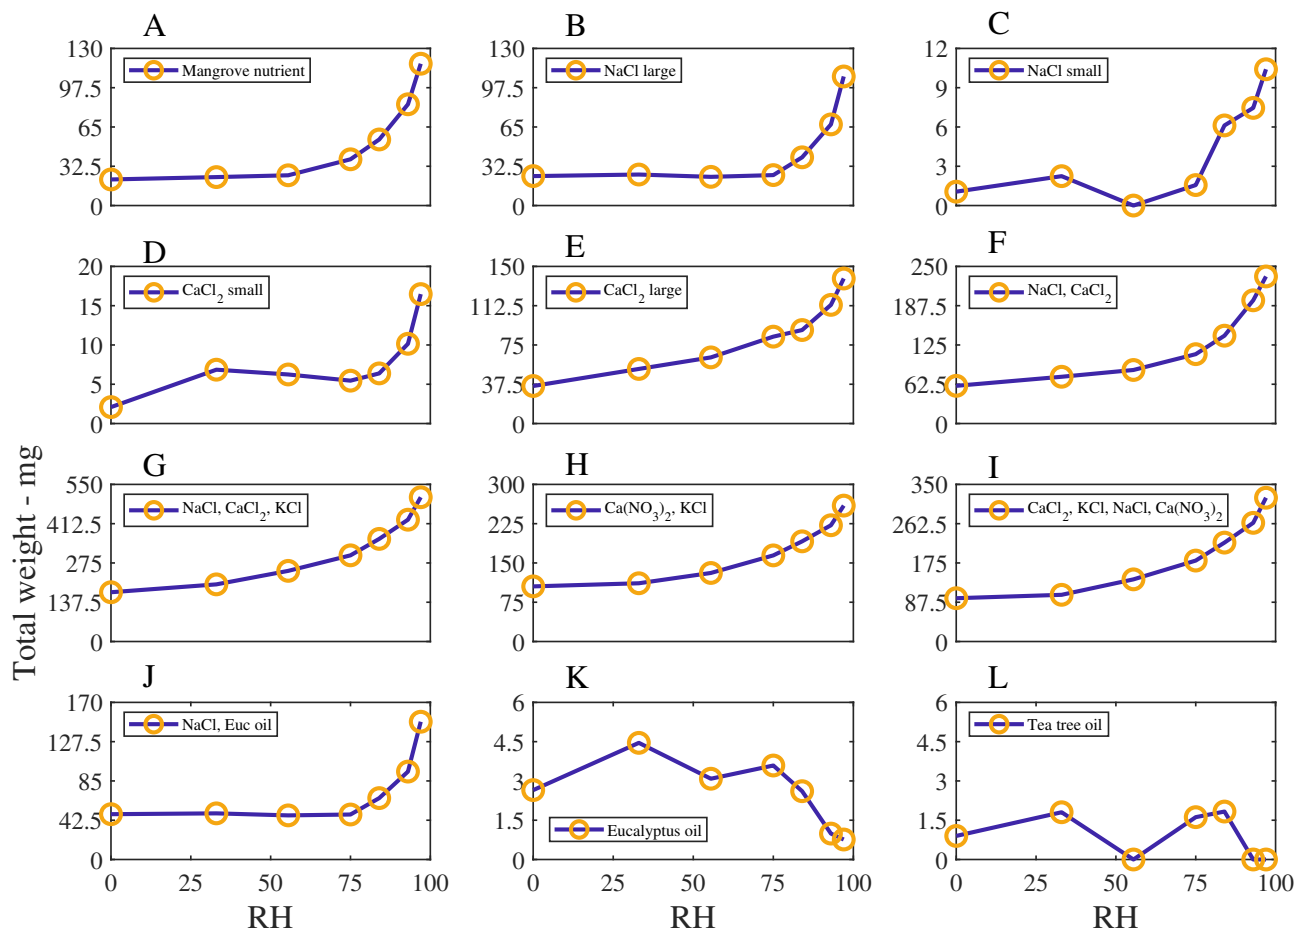 A
B
C
130
97.5
65
32.5
0
Mangrove nutrient
130
97.5
65
32.5
0
NaCl large
12
9
6
3
0
NaCl small
D
E
F
20
15
10
5
0
CaCl2 small
150
112.5
75
37.5
0
CaCl2 large
250
187.5
125
62.5
0
NaCl, CaCl2
Total weight - mg
G
H
I
550
412.5
275
137.5
0
NaCl, CaCl2, KCl
300
225
150
75
0
Ca(NO3)2, KCl
350
262.5
175
87.5
0
CaCl2, KCl, NaCl, Ca(NO3)2
J
K
L
170
127.5
85
42.5
0
NaCl, Euc oil
0 25 50 75 100
RH
6
4.5
3
1.5
0
Eucalyptus oil
0 25 50 75 100
RH
6
4.5
3
1.5
0
Tea tree oil
0 25 50 75 100
RH